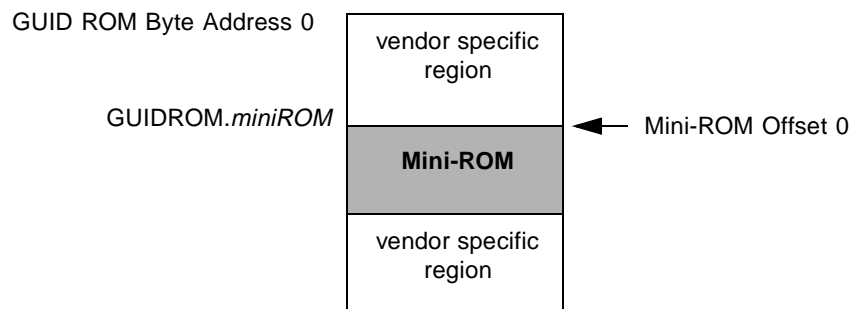 GUID ROM Byte Address 0
vendor specific
region
GUIDROM.miniROM
Mini-ROM Offset 0
Mini-ROM
vendor specific
region